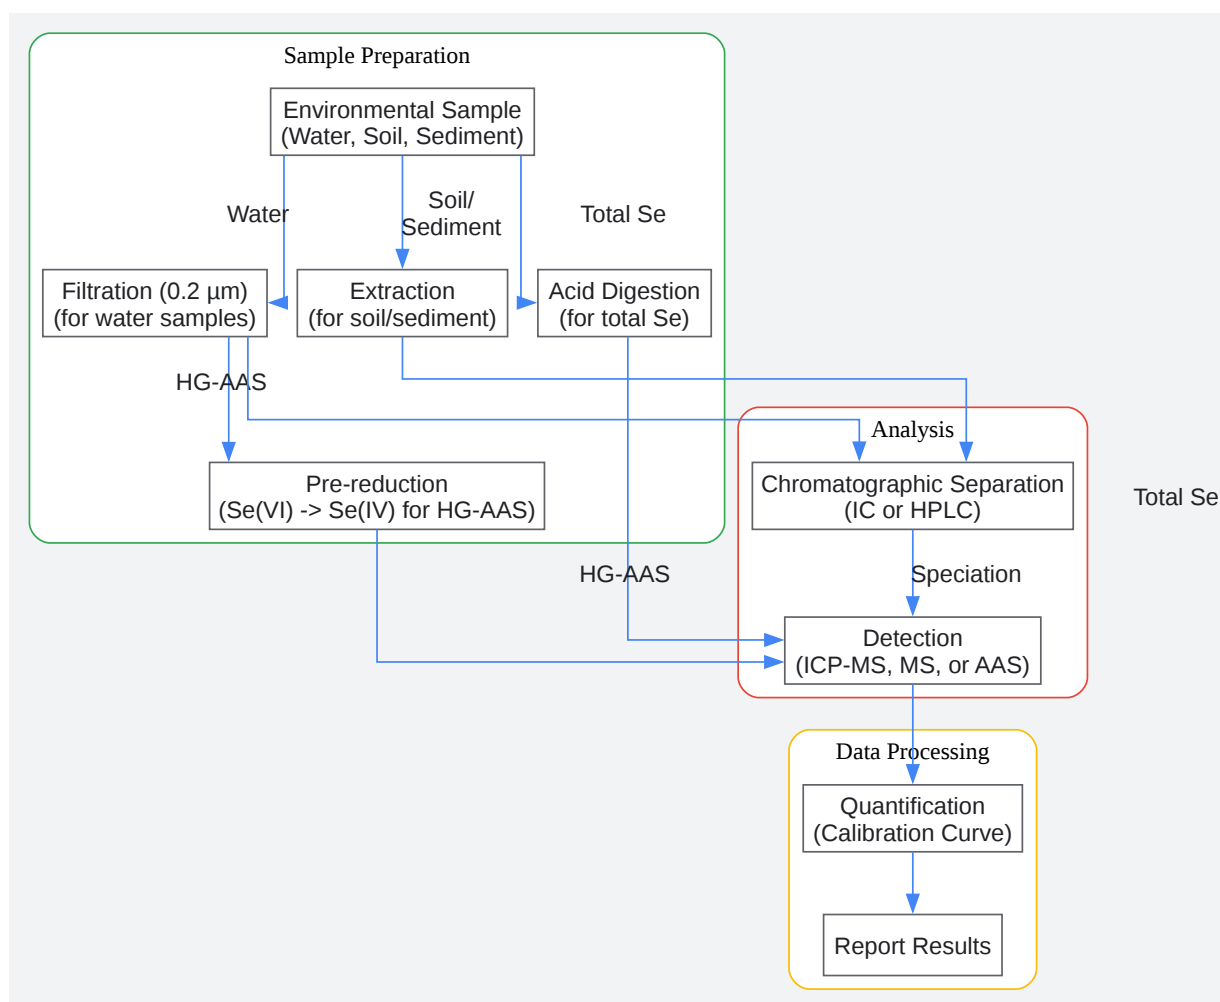 Sample Preparation
Environmental Sample
(Water, Soil, Sediment)
Water
Soil/
Sediment
Total Se
Filtration (0.2 µm)
(for water samples)
Extraction
(for soil/sediment)
Acid Digestion
(for total Se)
HG-AAS
Analysis
Pre-reduction
(Se(VI) -> Se(IV) for HG-AAS)
Chromatographic Separation
(IC or HPLC)
Total Se
HG-AAS
Speciation
Detection
(ICP-MS, MS, or AAS)
Data Processing
Quantification
(Calibration Curve)
Report Results